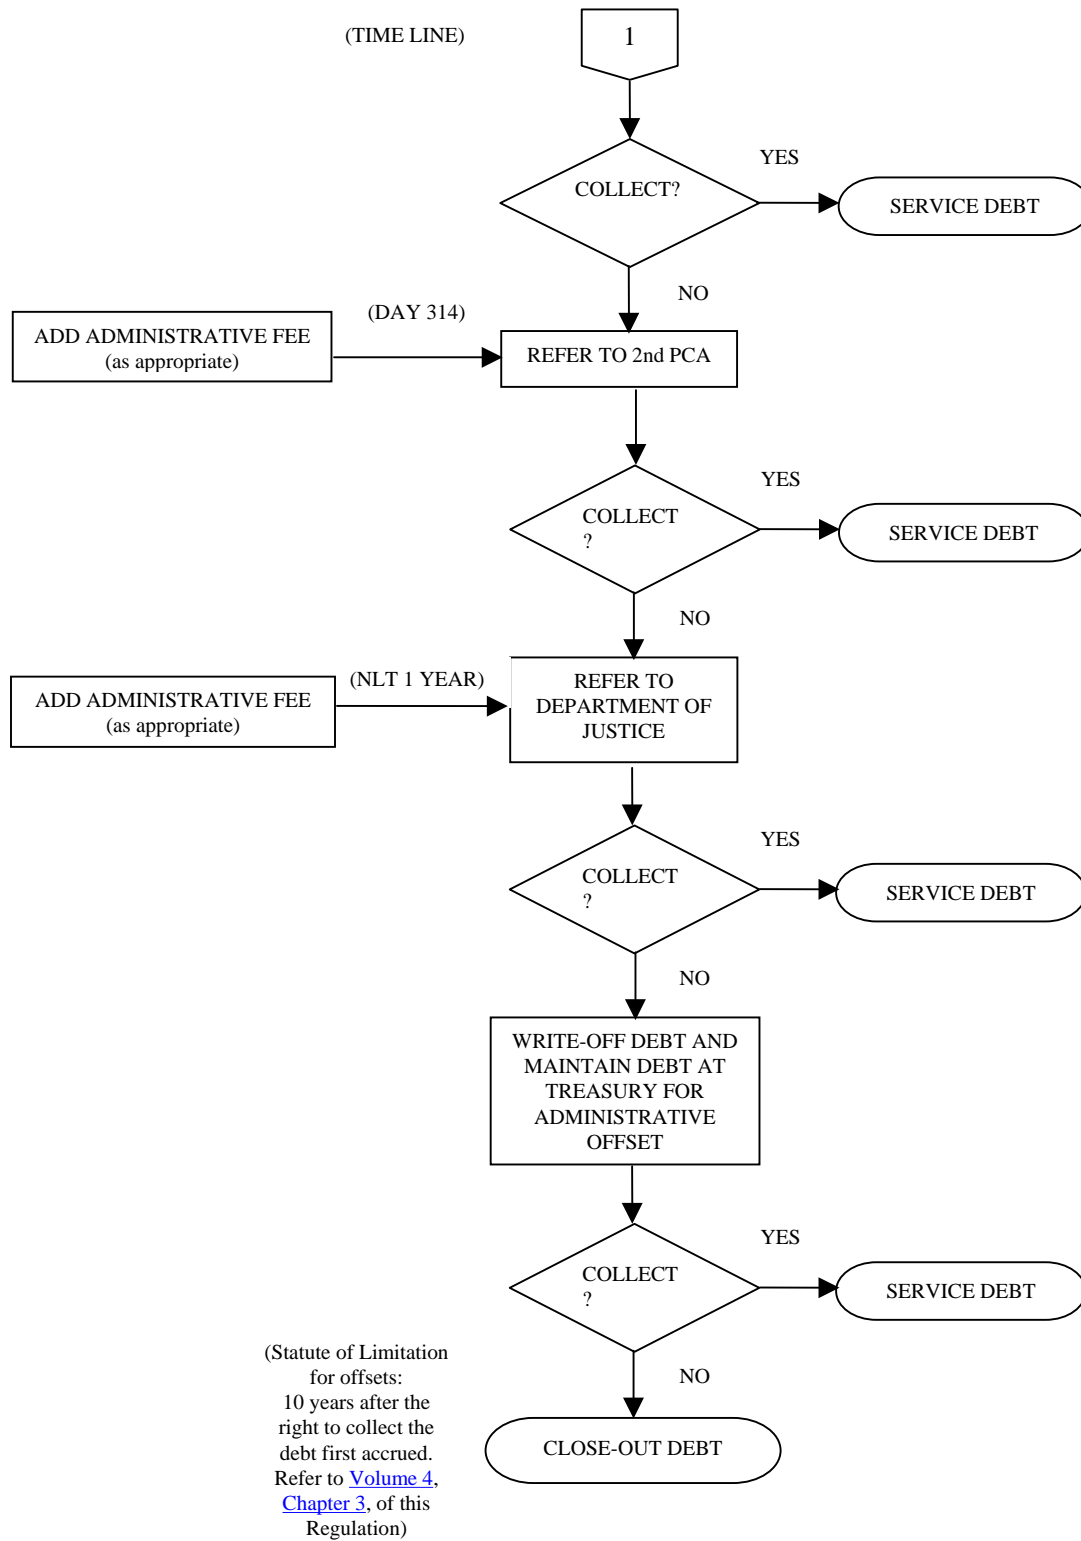 (TIME LINE)
1
COLLECT?
YES
SERVICE DEBT
NO
(DAY 314)
ADD ADMINISTRATIVE FEE
(as appropriate)
REFER TO 2nd PCA
COLLECT
?
YES
SERVICE DEBT
NO
(NLT 1 YEAR)
ADD ADMINISTRATIVE FEE
(as appropriate)
REFER TO
DEPARTMENT OF
JUSTICE
COLLECT
?
YES
SERVICE DEBT
NO
WRITE-OFF DEBT AND
MAINTAIN DEBT AT
TREASURY FOR
ADMINISTRATIVE
OFFSET
COLLECT
?
YES
SERVICE DEBT
NO
(Statute of Limitation
for offsets:
10 years after the
right to collect the
debt first accrued.
Refer to Volume 4,
Chapter 3, of this
Regulation)
CLOSE-OUT DEBT